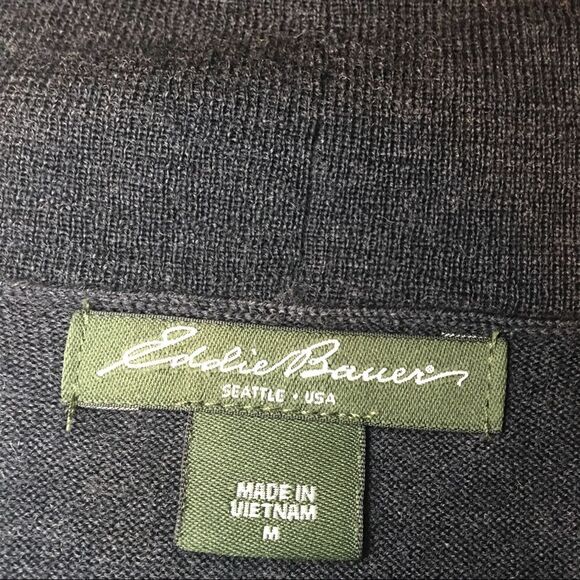 Eddie Bauer®
SEATTLE • USA
MADE IN
VIETNAM
M